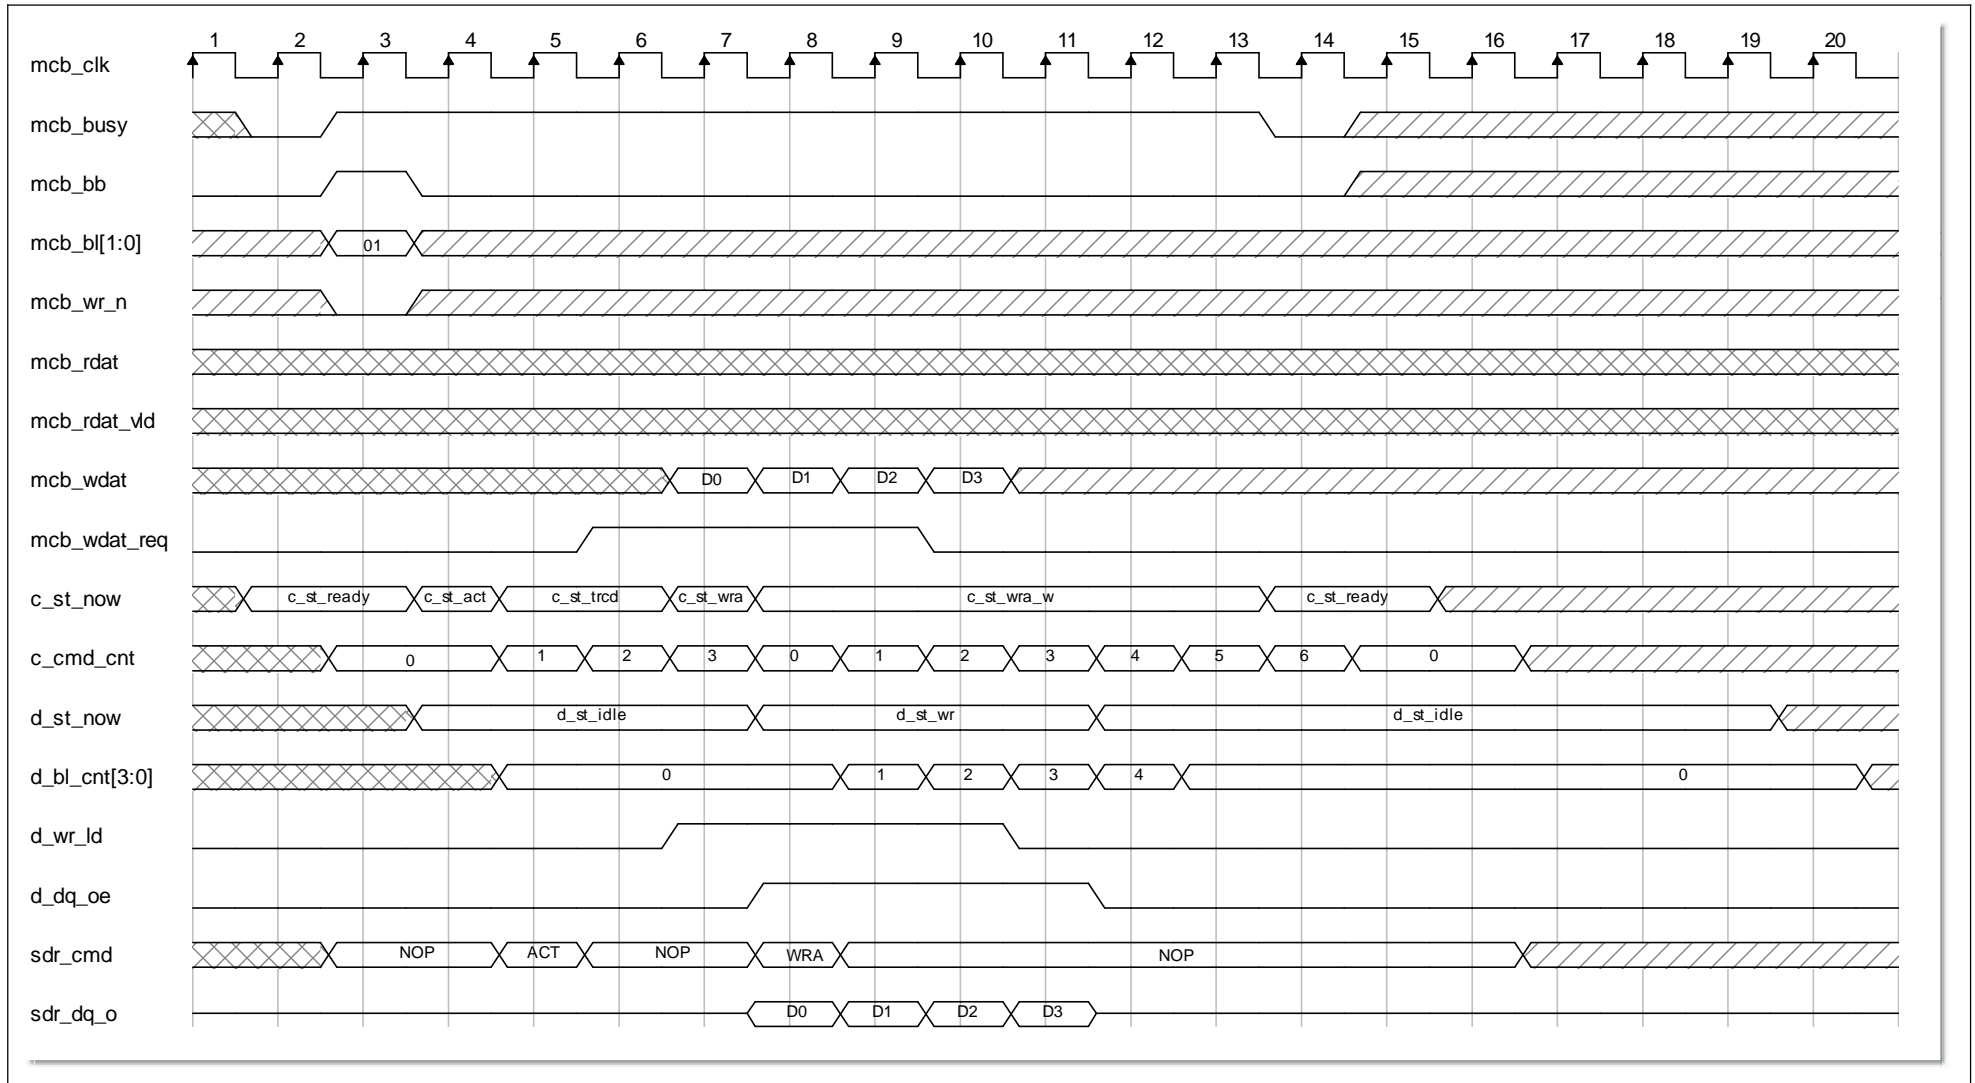 1 2 3 4 5 6 7 8 9 10 11 12 13 14 15 16 17 18 19 20
mcb_clk
mcb_busy
mcb_bb
mcb_bl[1:0] 01
mcb_wr_n
mcb_rdat
mcb_rdat_vld
mcb_wdat D0 D1 D2 D3
mcb_wdat_req
c_st_now c_st_ready c_st_act c_st_trcd c_st_wra c_st_wra_w c_st_ready
c_cmd_cnt 0 1 2 3 0 1 2 3 4 5 6 0
d_st_now d_st_idle d_st_wr d_st_idle
d_bl_cnt[3:0] 0 1 2 3 4 0
d_wr_ld
d_dq_oe
sdr_cmd NOP ACT NOP WRA NOP
sdr_dq_o D0 D1 D2 D3